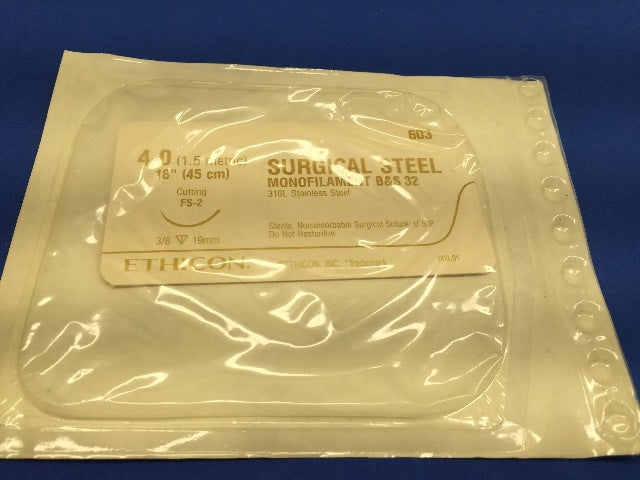 603
4-0 (1.5 metric)
18" (45 cm)
Cutting
FS-2
3/8 19mm
SURGICAL STEEL
MONOFILAMENT B&S 32
316L Stainless Steel
Sterile, Nonabsorbable Surgical Suture, U.S.P.
Do Not Resterilize.
ETHICON.
©ETHICON, INC. *Trademark
603.01